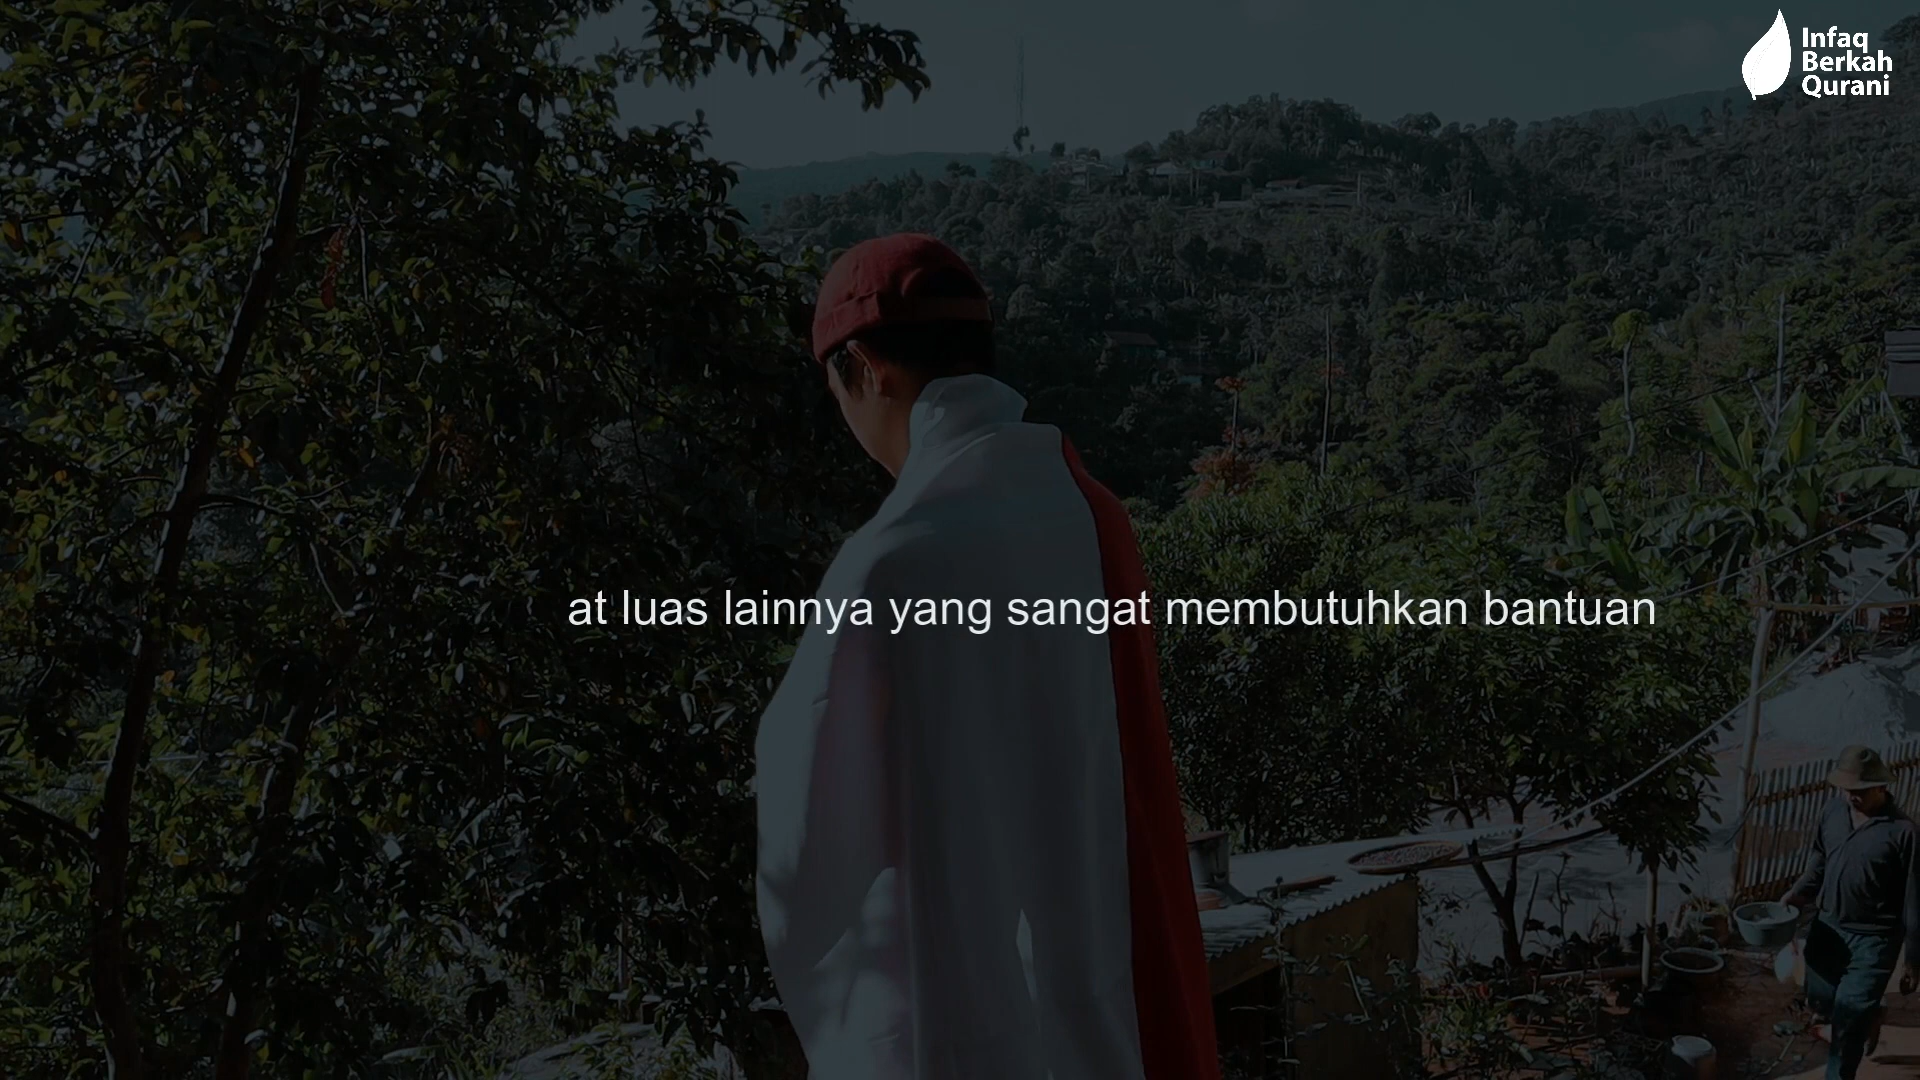 Infaq
Berkah
Qurani
at luas lainnya yang sangat membutuhkan bantuan